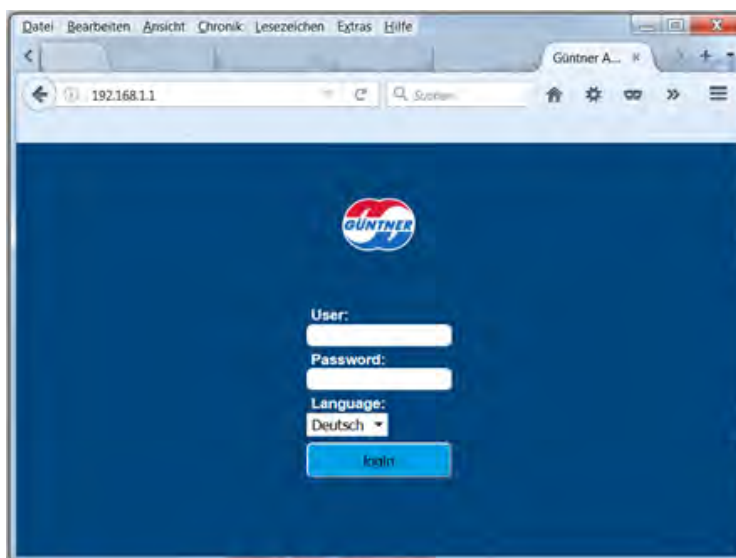 Datei Bearbeiten Ansicht Chronik Lesezeichen Extras Hilfe
Güntner A...
192.168.1.1 Suchen
GÜNTNER
User:
Password:
Language:
Deutsch
login